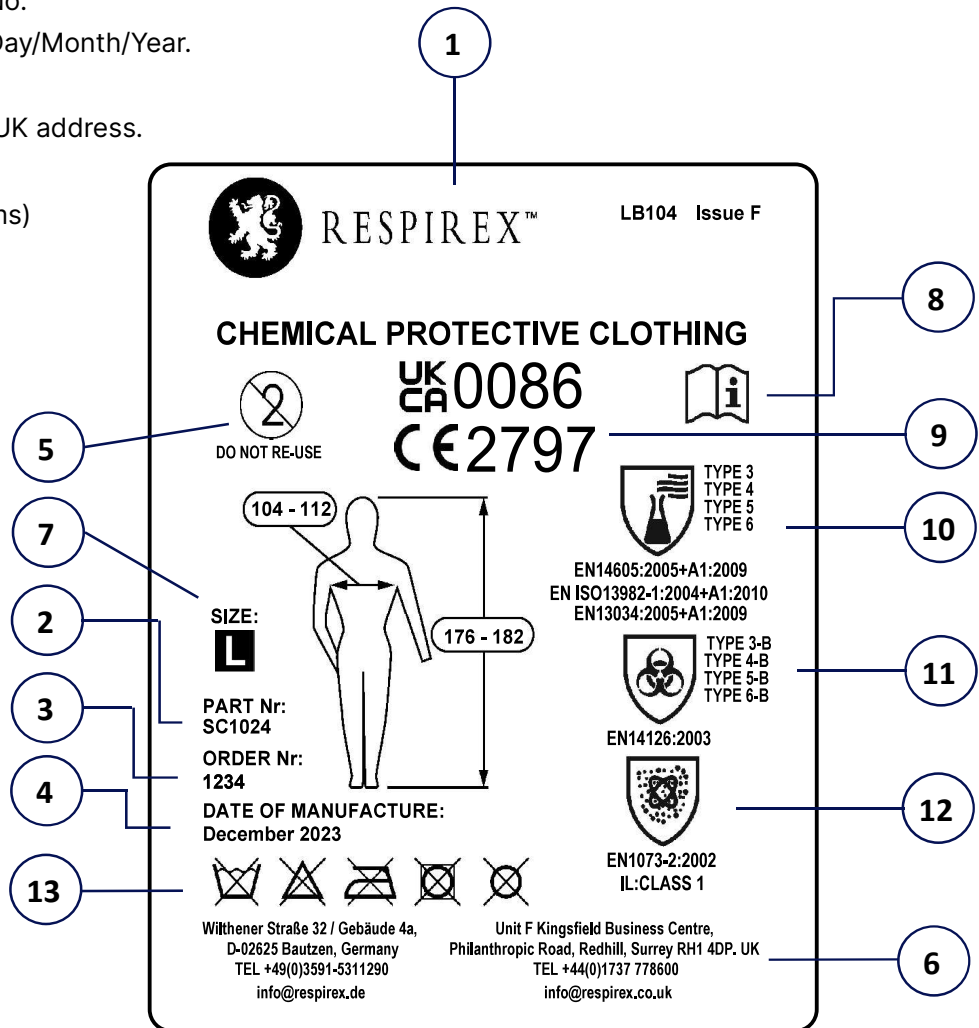 Day/Month/Year.
1
UK address.
RESPIREX™
LB104 Issue F
8
CHEMICAL PROTECTIVE CLOTHING
UK
CA 0086
2
i
DO NOT RE-USE
5
CE 2797
9
TYPE 3
TYPE 4
TYPE 5
TYPE 6
10
104 - 112
7
EN14605:2005+A1:2009
EN ISO13982-1:2004+A1:2010
EN13034:2005+A1:2009
SIZE:
L
2
176 - 182
TYPE 3-B
TYPE 4-B
TYPE 5-B
TYPE 6-B
11
PART Nr:
SC1024
3
EN14126:2003
ORDER Nr:
1234
4
DATE OF MANUFACTURE:
December 2023
12
EN1073-2:2002
IL:CLASS 1
13
Wilthener Straße 32 / Gebäude 4a,
D-02625 Bautzen, Germany
TEL +49(0)3591-5311290
info@respirex.de
Unit F Kingsfield Business Centre,
Philanthropic Road, Redhill, Surrey RH1 4DP. UK
TEL +44(0)1737 778600
info@respirex.co.uk
6